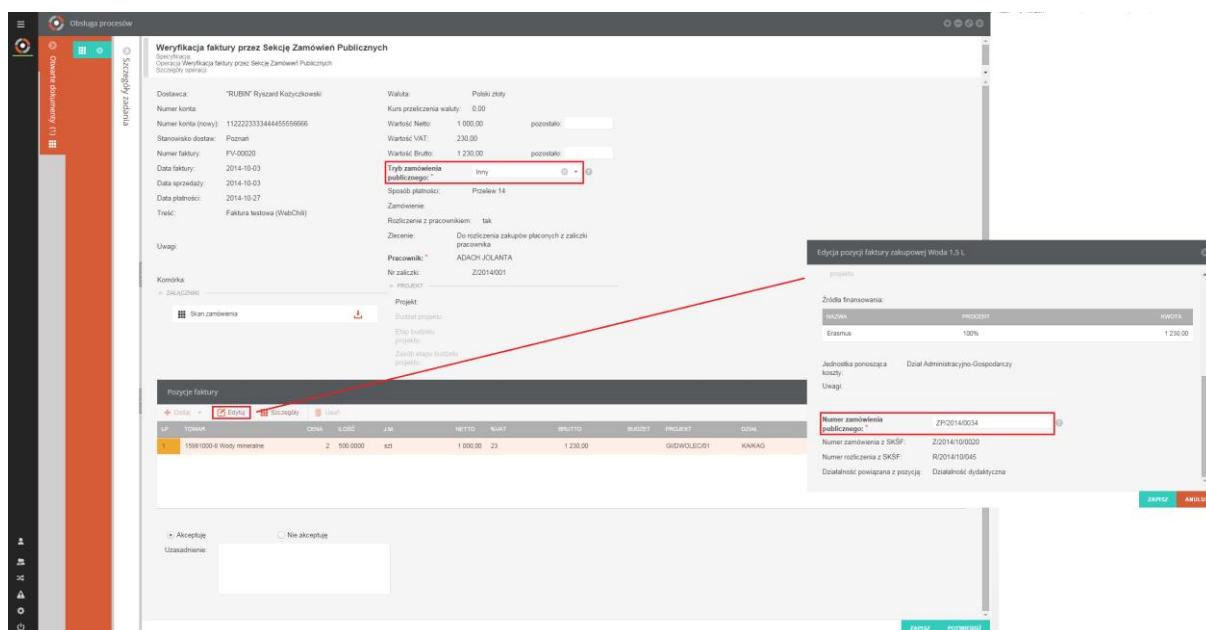 Obsługa procesów
Otwarte dokumenty (1)
Szczegóły zadania
Weryfikacja faktury przez Sekcję Zamówień Publicznych
Specyfikacja:
Operacja Weryfikacja faktury przez Sekcję Zamówień Publicznych
Szczegóły operacji:
Dostawca: "RUBIN" Ryszard Kożyczkowski
Numer konta:
Numer konta (nowy):
Stanowisko dostaw: Poznań
Numer faktury: FV-00020
Data faktury: 2014-10-03
Data sprzedaży: 2014-10-03
Data płatności: 2014-10-27
Treść: Faktura testowa (WebChili)
Uwagi:
Komórka:
ZAŁĄCZNIKI
Skan zamówienia
Waluta: Polski złoty
Kurs przeliczenia waluty: 0,00
Wartość Netto: 1 000,00 pozostało:
Wartość VAT: 230,00
Wartość Brutto: 1 230,00 pozostało:
Tryb zamówienia publicznego: * Inny
Sposób płatności: Przelew 14
Zamówienie:
Rozliczenie z pracownikiem: tak
Zlecenie: Do rozliczenia zakupów płaconych z zaliczki
pracownika
Pracownik: * ADACH JOLANTA
Nr zaliczki: Z/2014/001
PROJEKT
Projekt:
Budżet projektu:
Etap budżetu
projektu:
Zasób etapu budżetu
projektu:
Pozycje faktury
Dodaj Edytuj Szczegóły Usuń
LP TOWAR CENA ILOŚĆ J.M. NETTO %VAT BRUTTO BUDŻET PROJEKT DZIAŁ
1 15981000-8 Wody mineralne 2 500.0000 szt 1 000,00 23 1 230,00 GI/DWOLEC/01 KA/KAG
Akceptuję Nie akceptuję
Uzasadnienie:
ZAPISZ POTWIERDŹ
Edycja pozycji faktury zakupowej Woda 1,5 L
projektu
Źródła finansowania:
NAZWA PROCENT KWOTA
Erasmus 100% 1 230,00
Jednostka ponosząca
koszty: Dział Administracyjno-Gospodarczy
Uwagi:
Numer zamówienia
publicznego: * ZP/2014/0034
Numer zamówienia z SKŚF: Z/2014/10/0020
Numer rozliczenia z SKŚF: R/2014/10/045
Działalność powiązana z pozycją: Działalność dydaktyczna
ZAPISZ ANULUJ